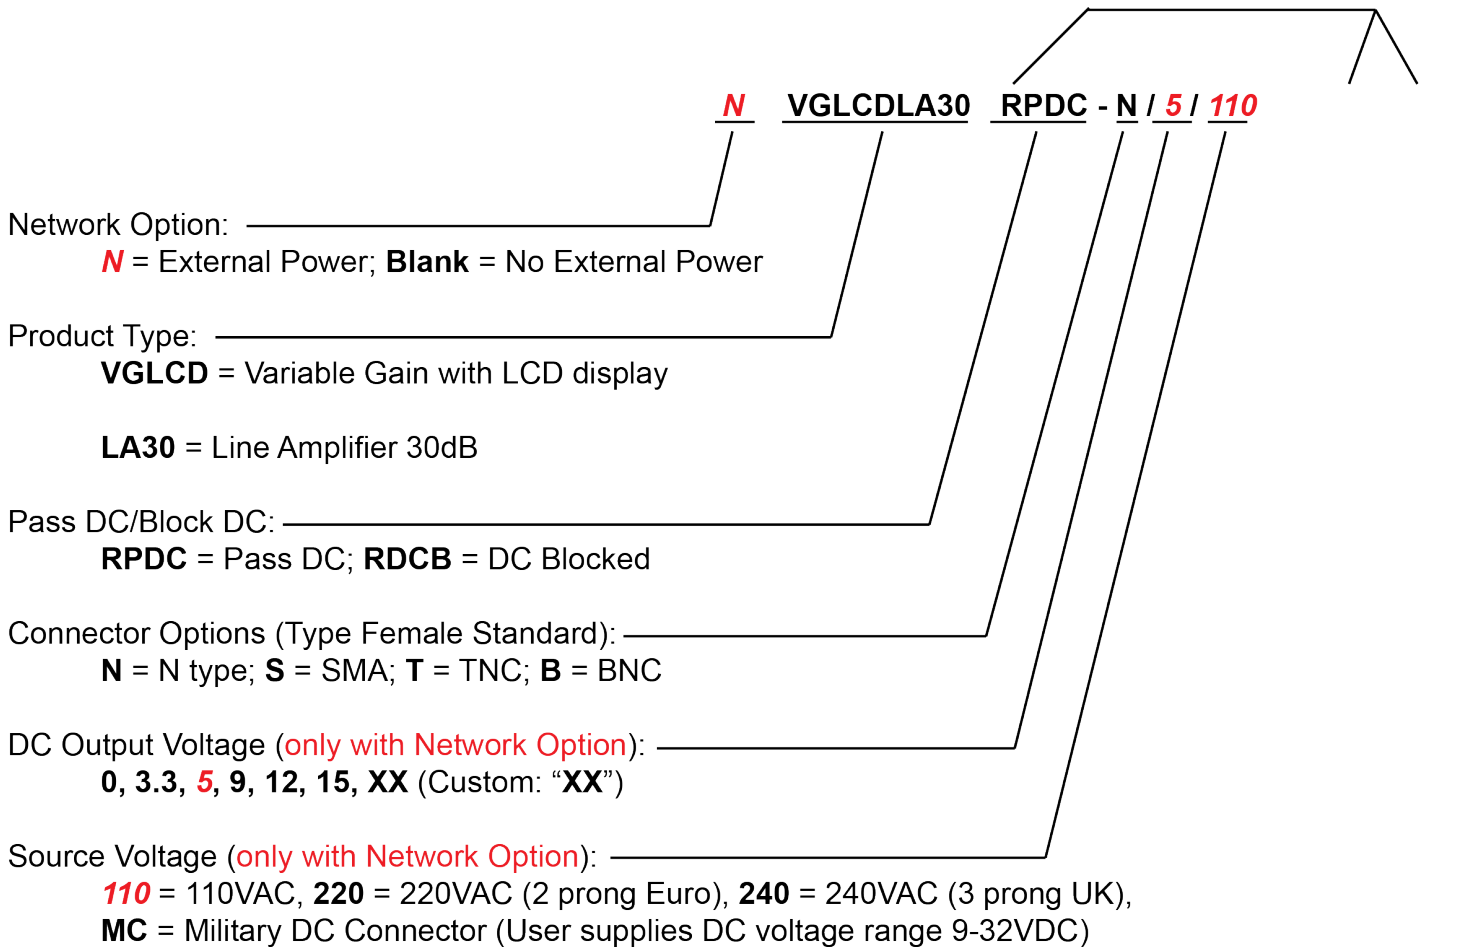 N VGLCDLA30 RPDC - N / 5 / 110
Network Option:
N = External Power; Blank = No External Power
Product Type:
VGLCD = Variable Gain with LCD display
LA30 = Line Amplifier 30dB
Pass DC/Block DC:
RPDC = Pass DC; RDCB = DC Blocked
Connector Options (Type Female Standard):
N = N type; S = SMA; T = TNC; B = BNC
DC Output Voltage (only with Network Option):
0, 3.3, 5, 9, 12, 15, XX (Custom: “XX”)
Source Voltage (only with Network Option):
110 = 110VAC, 220 = 220VAC (2 prong Euro), 240 = 240VAC (3 prong UK),
MC = Military DC Connector (User supplies DC voltage range 9-32VDC)